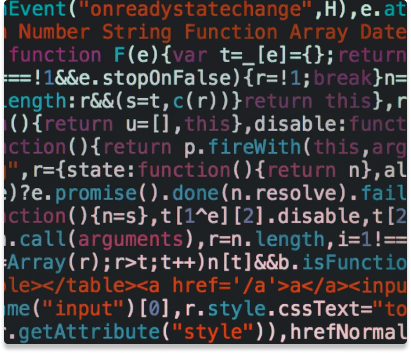 Event("onreadystatechange",H),e.at
Number String Function Array Date
function F(e){var t=_[e]={};return
===!1&&e.stopOnFalse){r=!1;break}n=
length:r&&(s=t,c(r))}return this},r
(){return u=[],this},disable:funct
ction(){return p.fireWith(this,arg
",r={state:function(){return n},al
e)?e.promise().done(n.resolve).fail
ction(){n=s},t[1^e][2].disable,t[2
.call(arguments),r=n.length,i=1!==
=Array(r);r>t;t++)n[t]&&b.isFunctio
ble></table><a href='/a'>a</a><inpu
me("input")[0],r.style.cssText="to
r.getAttribute("style")),hrefNormal